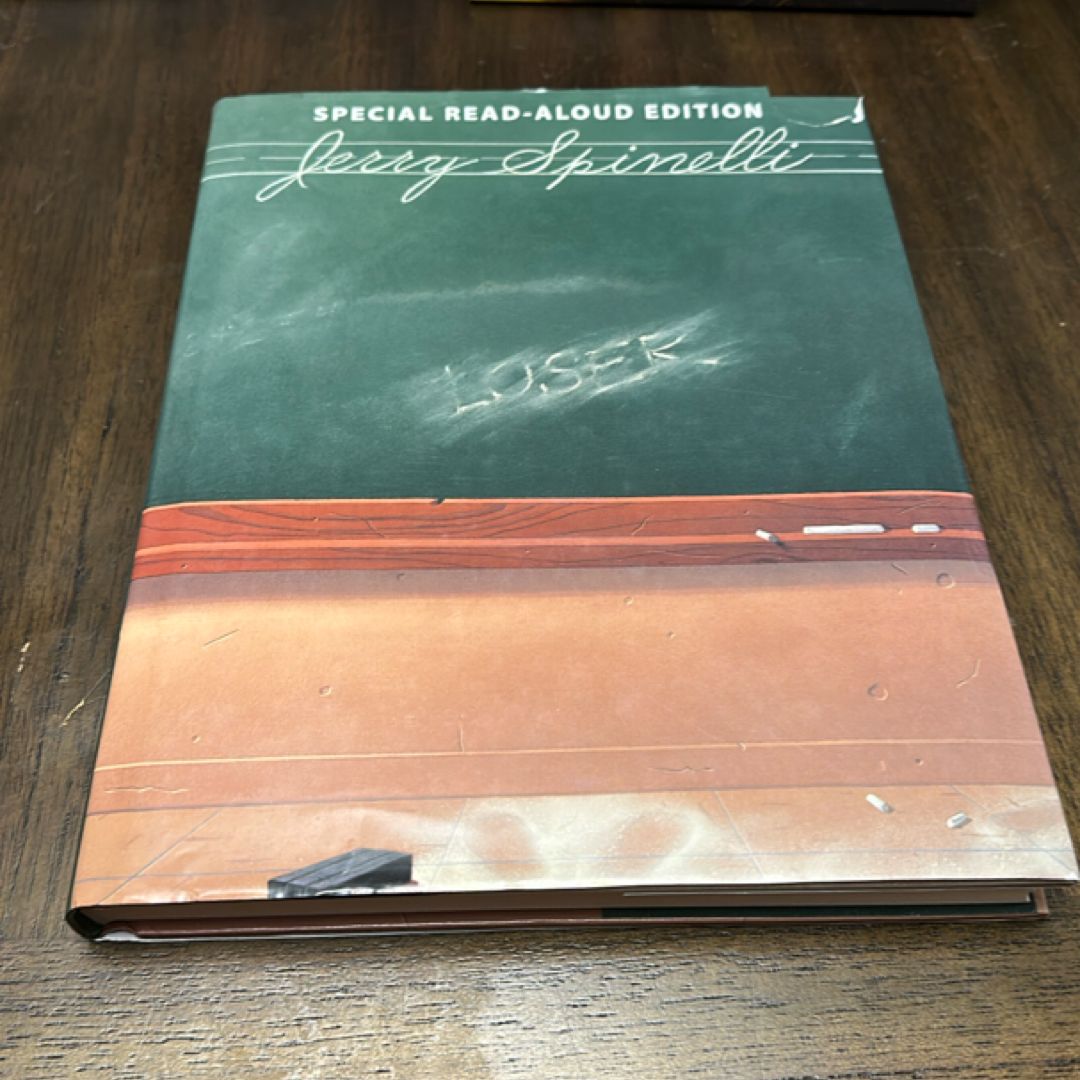 SPECIAL READ-ALOUD EDITION
Jerry Spinelli
LOSER